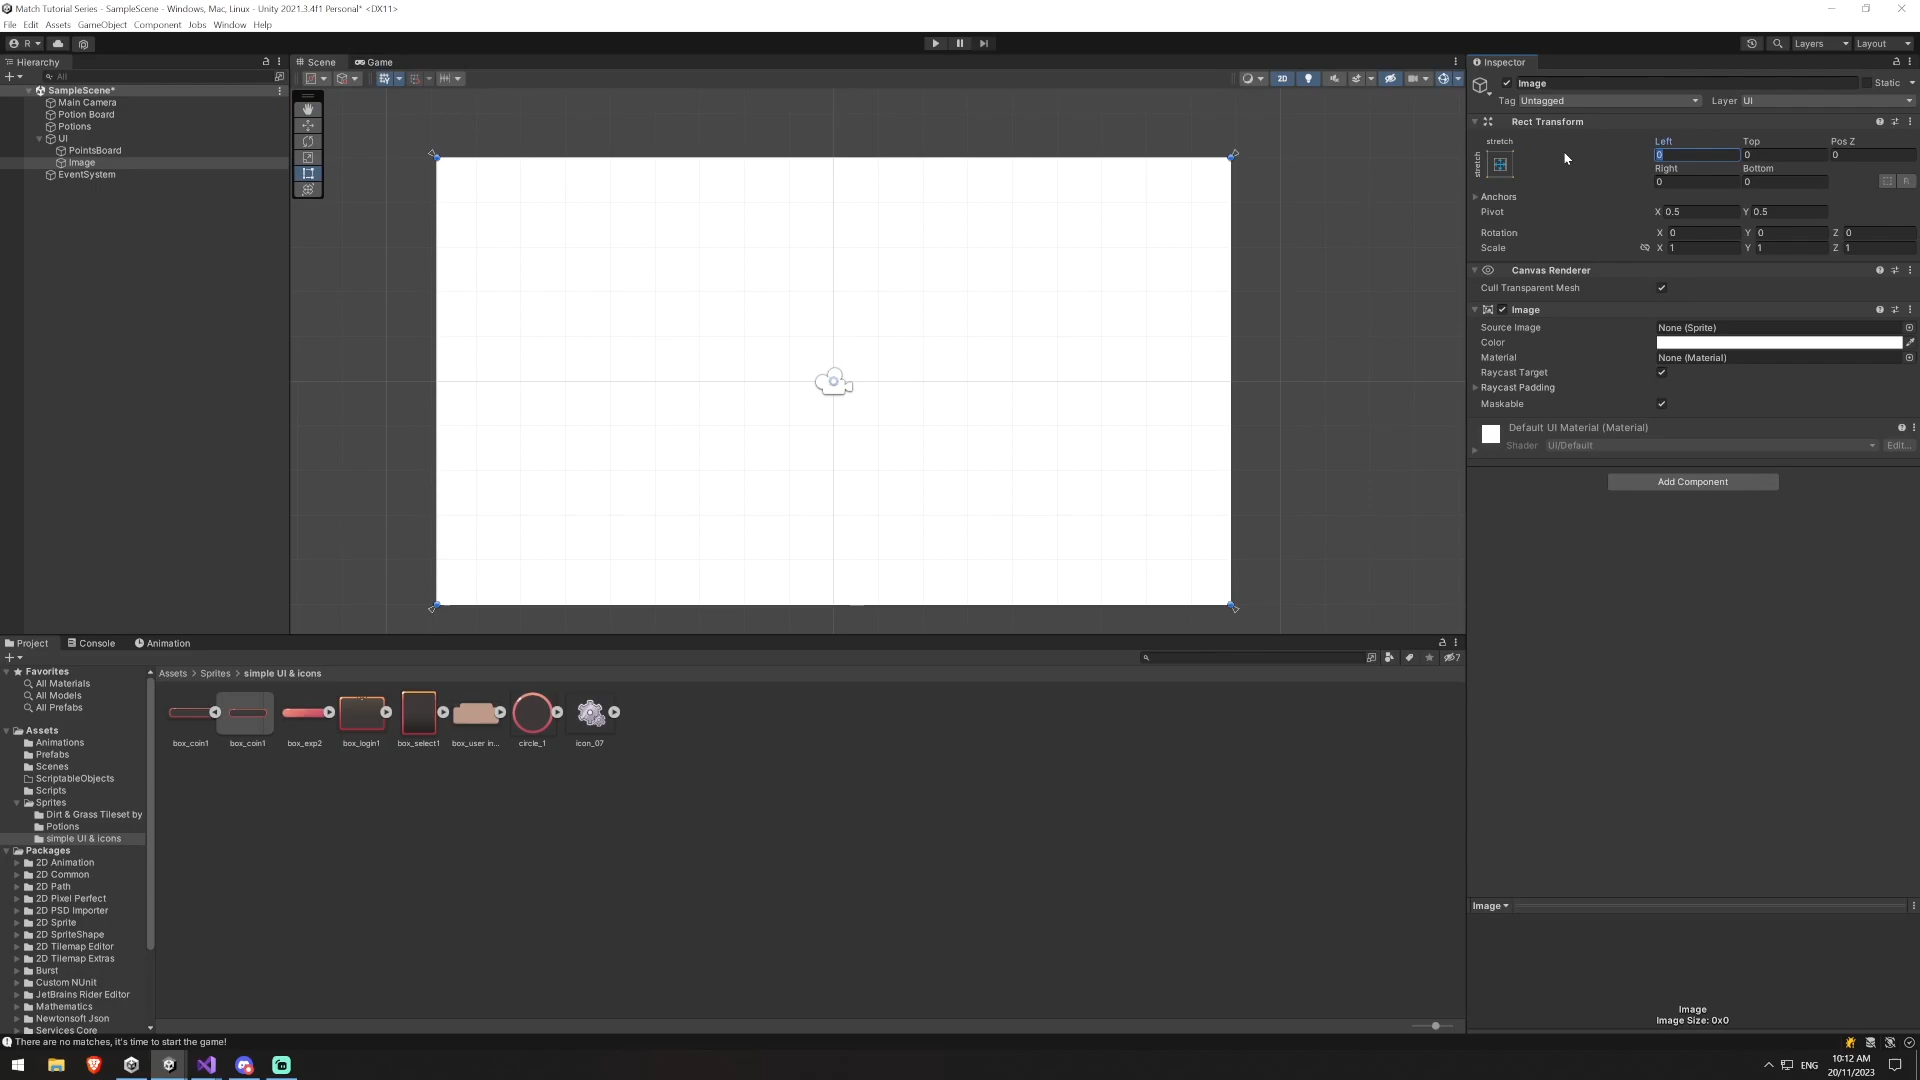 Match Tutorial Series - SampleScene - Windows, Mac, Linux - Unity 2021.3.4f1 Personal* <DX11>
File Edit Assets GameObject Component Jobs Window Help
R Layers Layout
Hierarchy Scene Game Inspector
All 2D Image Static
SampleScene* Tag Untagged Layer UI
Main Camera
Potion Board Rect Transform
Potions
UI stretch Left Top Pos Z
PointsBoard stretch 0 0 0
Image Right Bottom
EventSystem 0 0 R
Anchors
Pivot X 0.5 Y 0.5
Rotation X 0 Y 0 Z 0
Scale X 1 Y 1 Z 1
Canvas Renderer
Cull Transparent Mesh
Image
Source Image None (Sprite)
Color
Material None (Material)
Raycast Target
Raycast Padding
Maskable
Default UI Material (Material)
Shader UI/Default Edit...
Add Component
Project Console Animation
7
Favorites Assets > Sprites > simple UI & icons
All Materials
All Models
All Prefabs
box_coin1 box_coin1 box_exp2 box_login1 box_select1 box_user in... circle_1 icon_07
Assets
Animations
Prefabs
Scenes
ScriptableObjects
Scripts
Sprites
Dirt & Grass Tileset by
Potions
simple UI & icons
Packages
2D Animation
2D Common
2D Path
2D Pixel Perfect
2D PSD Importer
2D Sprite
2D SpriteShape
2D Tilemap Editor
2D Tilemap Extras
Burst
Custom NUnit
JetBrains Rider Editor
Mathematics
Newtonsoft Json
Services Core
Image
Image
Image Size: 0x0
There are no matches, it's time to start the game!
ENG 10:12 AM
20/11/2023